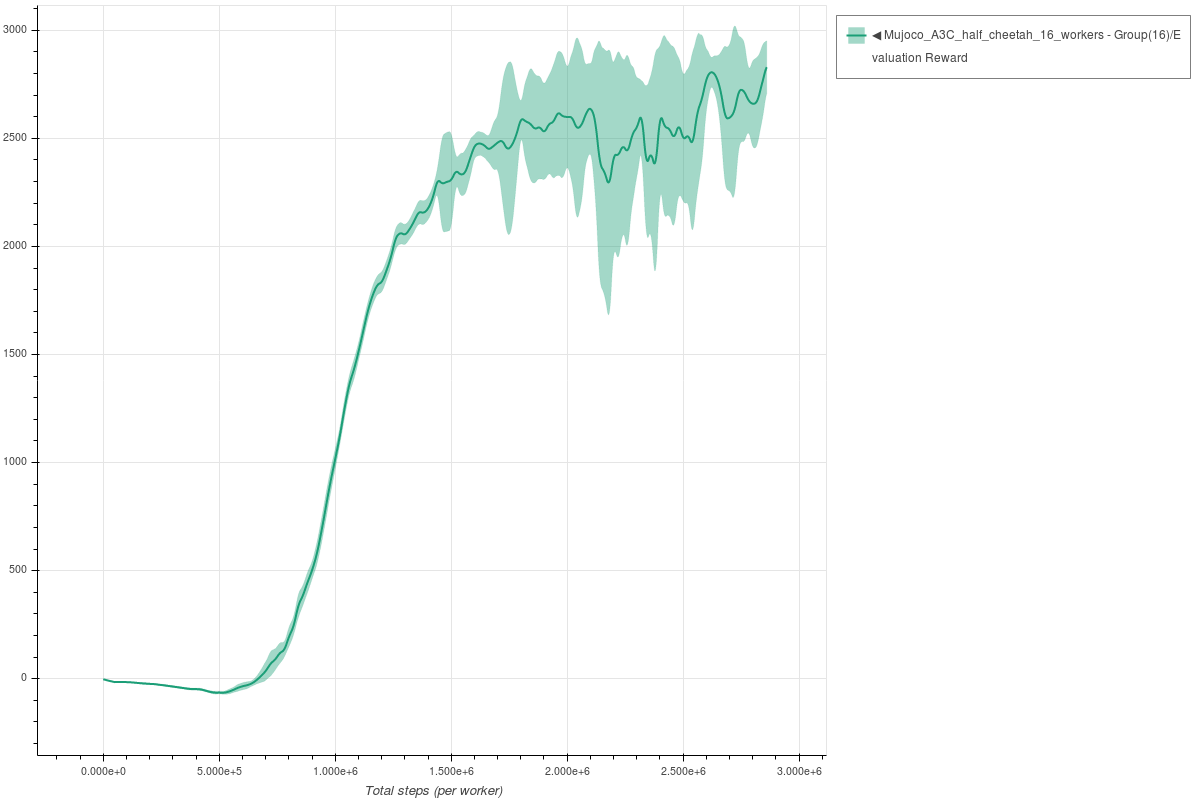 ◀ Mujoco_A3C_half_cheetah_16_workers - Group(16)/E
valuation Reward
3000
2500
2000
1500
1000
500
0
0.000e+0 5.000e+5 1.000e+6 1.500e+6 2.000e+6 2.500e+6 3.000e+6
Total steps (per worker)